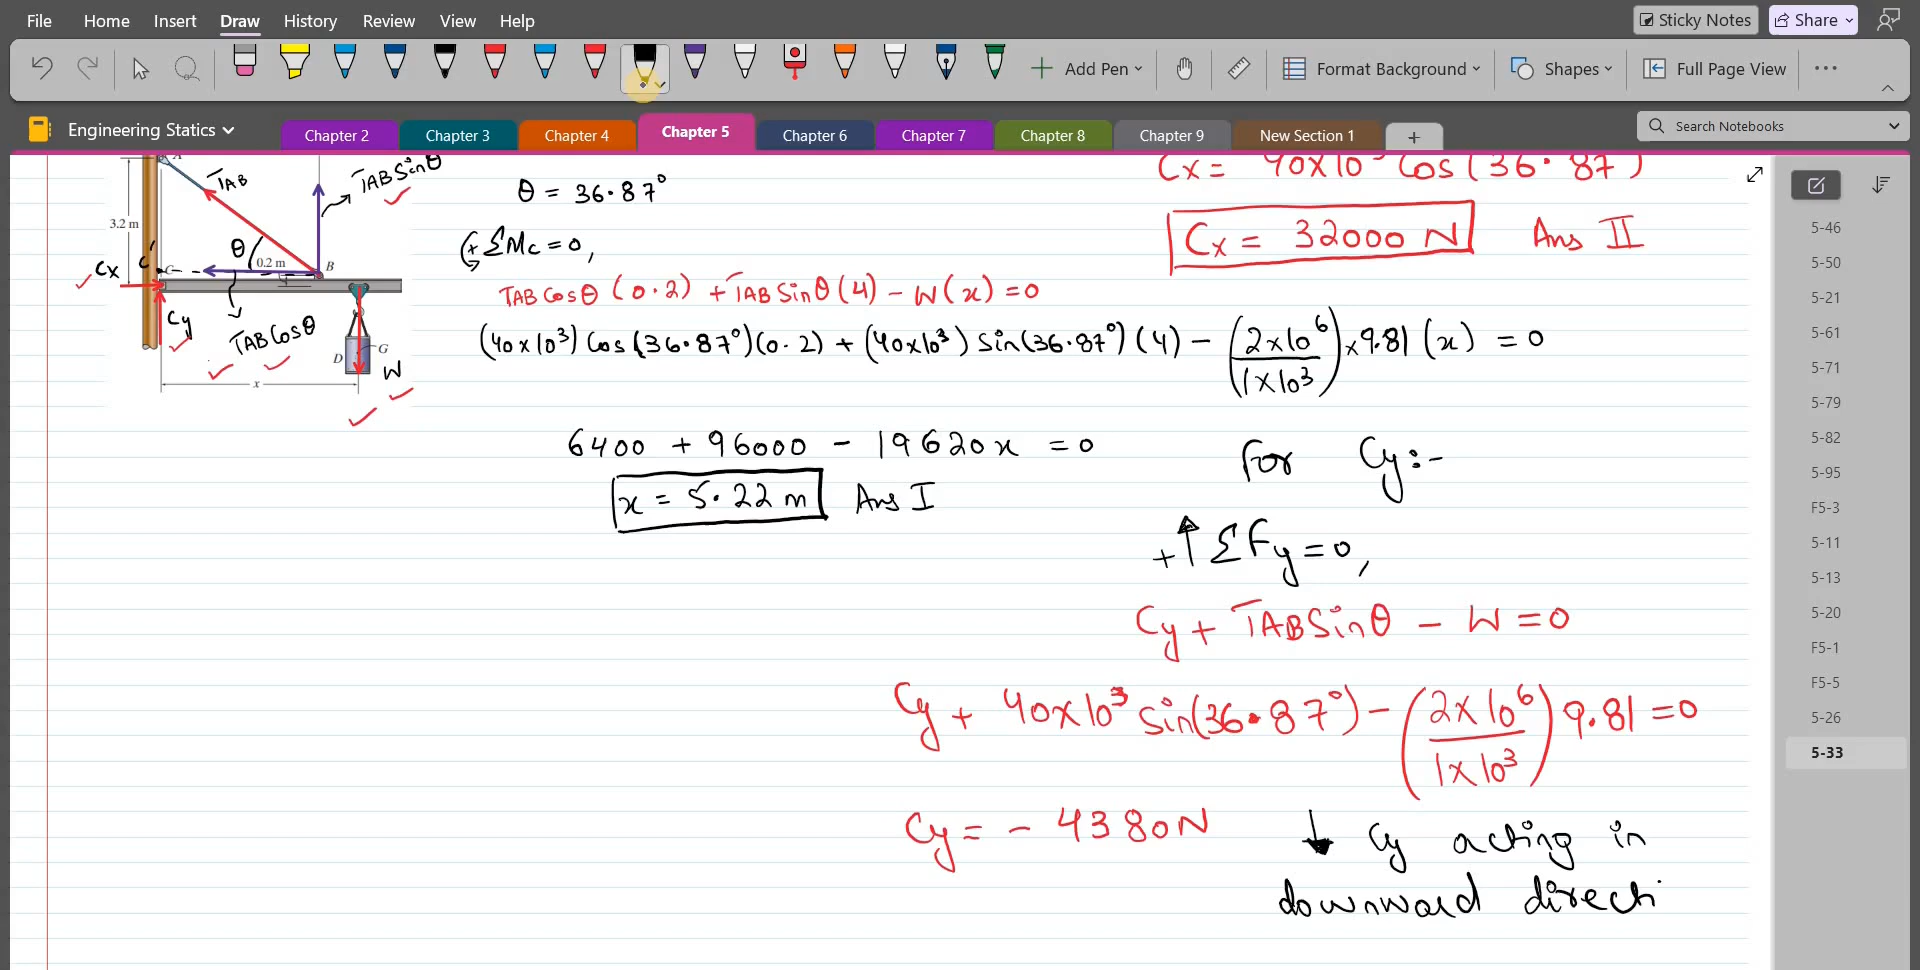 File Home Insert Draw History Review View Help
Sticky Notes Share
Add Pen Format Background Shapes Full Page View
Engineering Statics Chapter 2 Chapter 3 Chapter 4 Chapter 5 Chapter 6 Chapter 7 Chapter 8 Chapter 9 New Section 1 + Search Notebooks
A
TAB
TAB Sinθ
3.2 m
θ
0.2 m
B
C
Cx
Cy
TAB Cosθ
D
G
W
x
θ = 36.87°
(+ ΣMc = 0,
TAB Cosθ (0.2) + TAB Sinθ (4) - W(x) = 0
(40x10³) Cos(36.87°)(0.2) + (40x10³) Sin(36.87°)(4) - (2x10⁶/1x10³) x 9.81 (x) = 0
6400 + 96000 - 19620x = 0
x = 5.22 m Ans I
Cx = 40x10³ Cos(36.87°)
Cx = 32000 N Ans II
For Cy:-
+↑ ΣFy = 0,
Cy + TAB Sinθ - W = 0
Cy + 40x10³ Sin(36.87°) - (2x10⁶/1x10³) 9.81 = 0
Cy = - 4380N ↓ Cy acting in
downward directi
5-46
5-50
5-21
5-61
5-71
5-79
5-82
5-95
F5-3
5-11
5-13
5-20
F5-1
F5-5
5-26
5-33